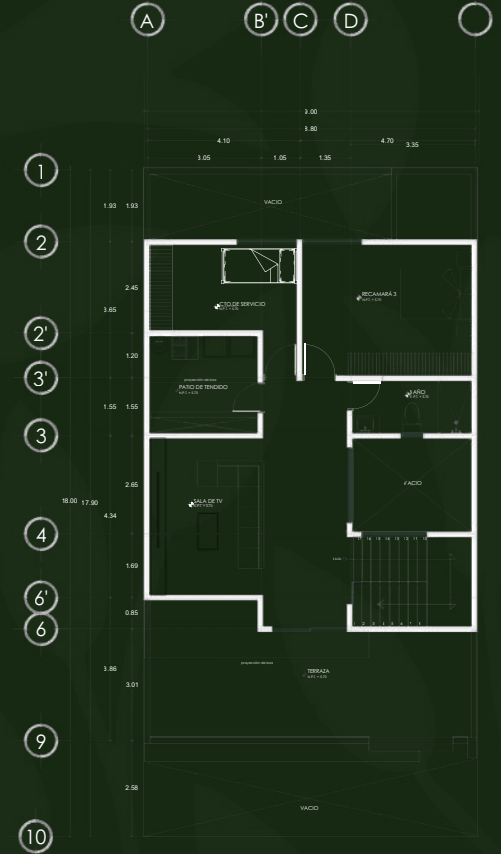 A B' C D
9.00
8.80
4.10 4.70
3.05 1.05 1.35 3.35
1
1.93 1.93
VACIO
2
2.45
CTO.DE SERVICIO
RECAMARÁ 3
3.65
2'
1.20
3'
PATIO DE TENDIDO
BAÑO
1.55 1.55
3
2.65
VACIO
SALA DE TV
18.00 17.90
4.34
4
1.69
6'
0.85
6
3.86
TERRAZA
3.01
9
2.58
VACIO
10